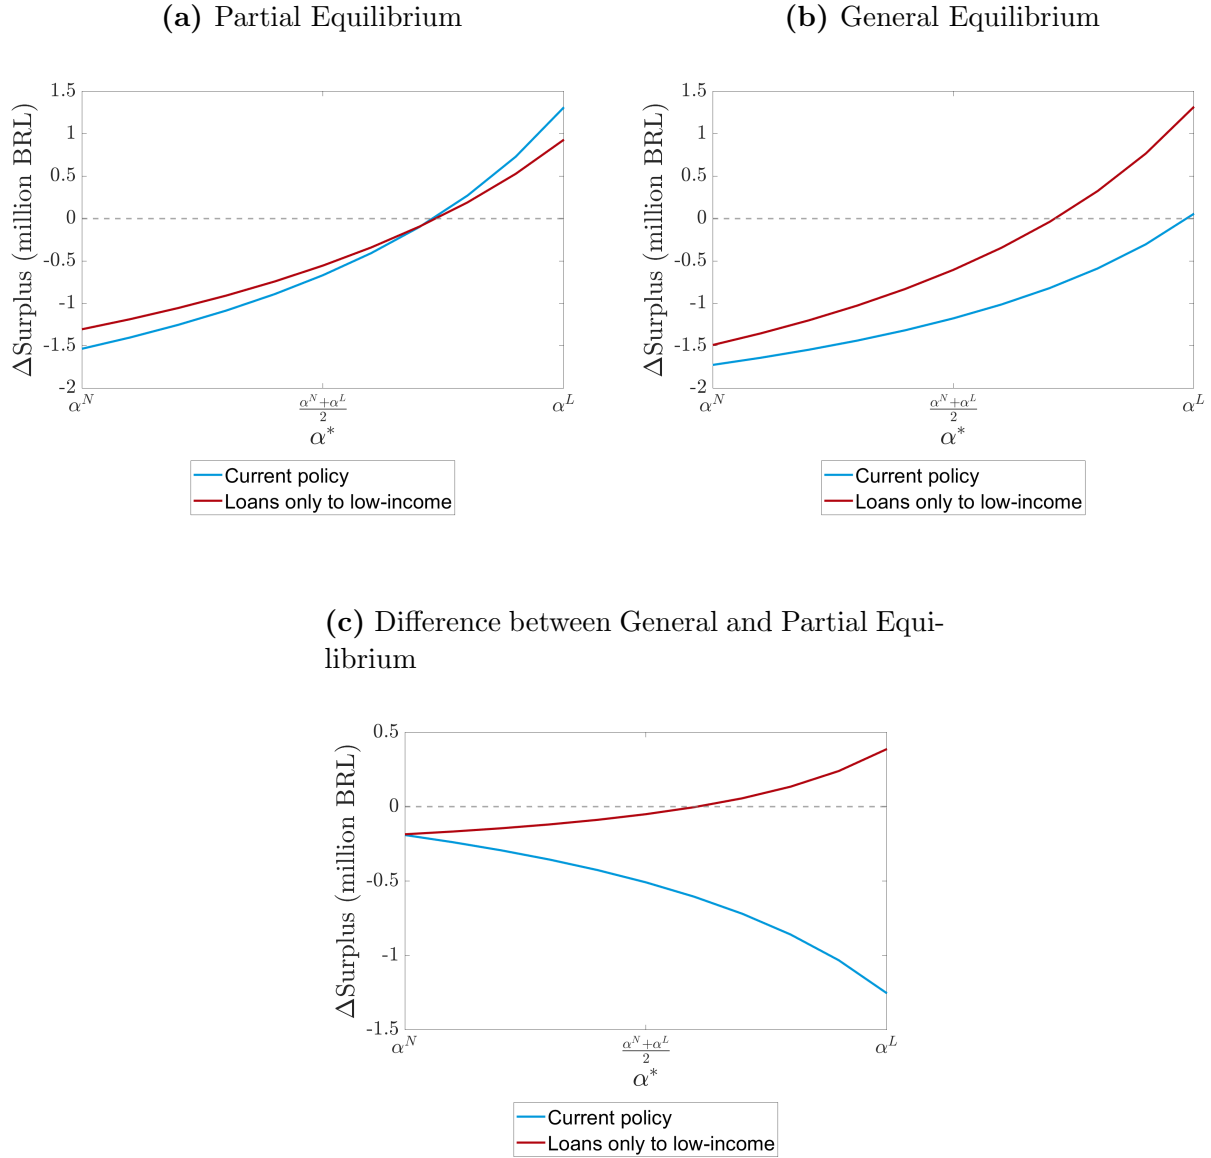 (a) Partial Equilibrium
ΔSurplus (million BRL)
1.5
1
0.5
0
-0.5
-1
-1.5
-2
α^N
(α^N+α^L)/2
α^L
α*
Current policy
Loans only to low-income
(b) General Equilibrium
ΔSurplus (million BRL)
1.5
1
0.5
0
-0.5
-1
-1.5
-2
α^N
(α^N+α^L)/2
α^L
α*
Current policy
Loans only to low-income
(c) Difference between General and Partial Equi-
librium
ΔSurplus (million BRL)
0.5
0
-0.5
-1
-1.5
α^N
(α^N+α^L)/2
α^L
α*
Current policy
Loans only to low-income